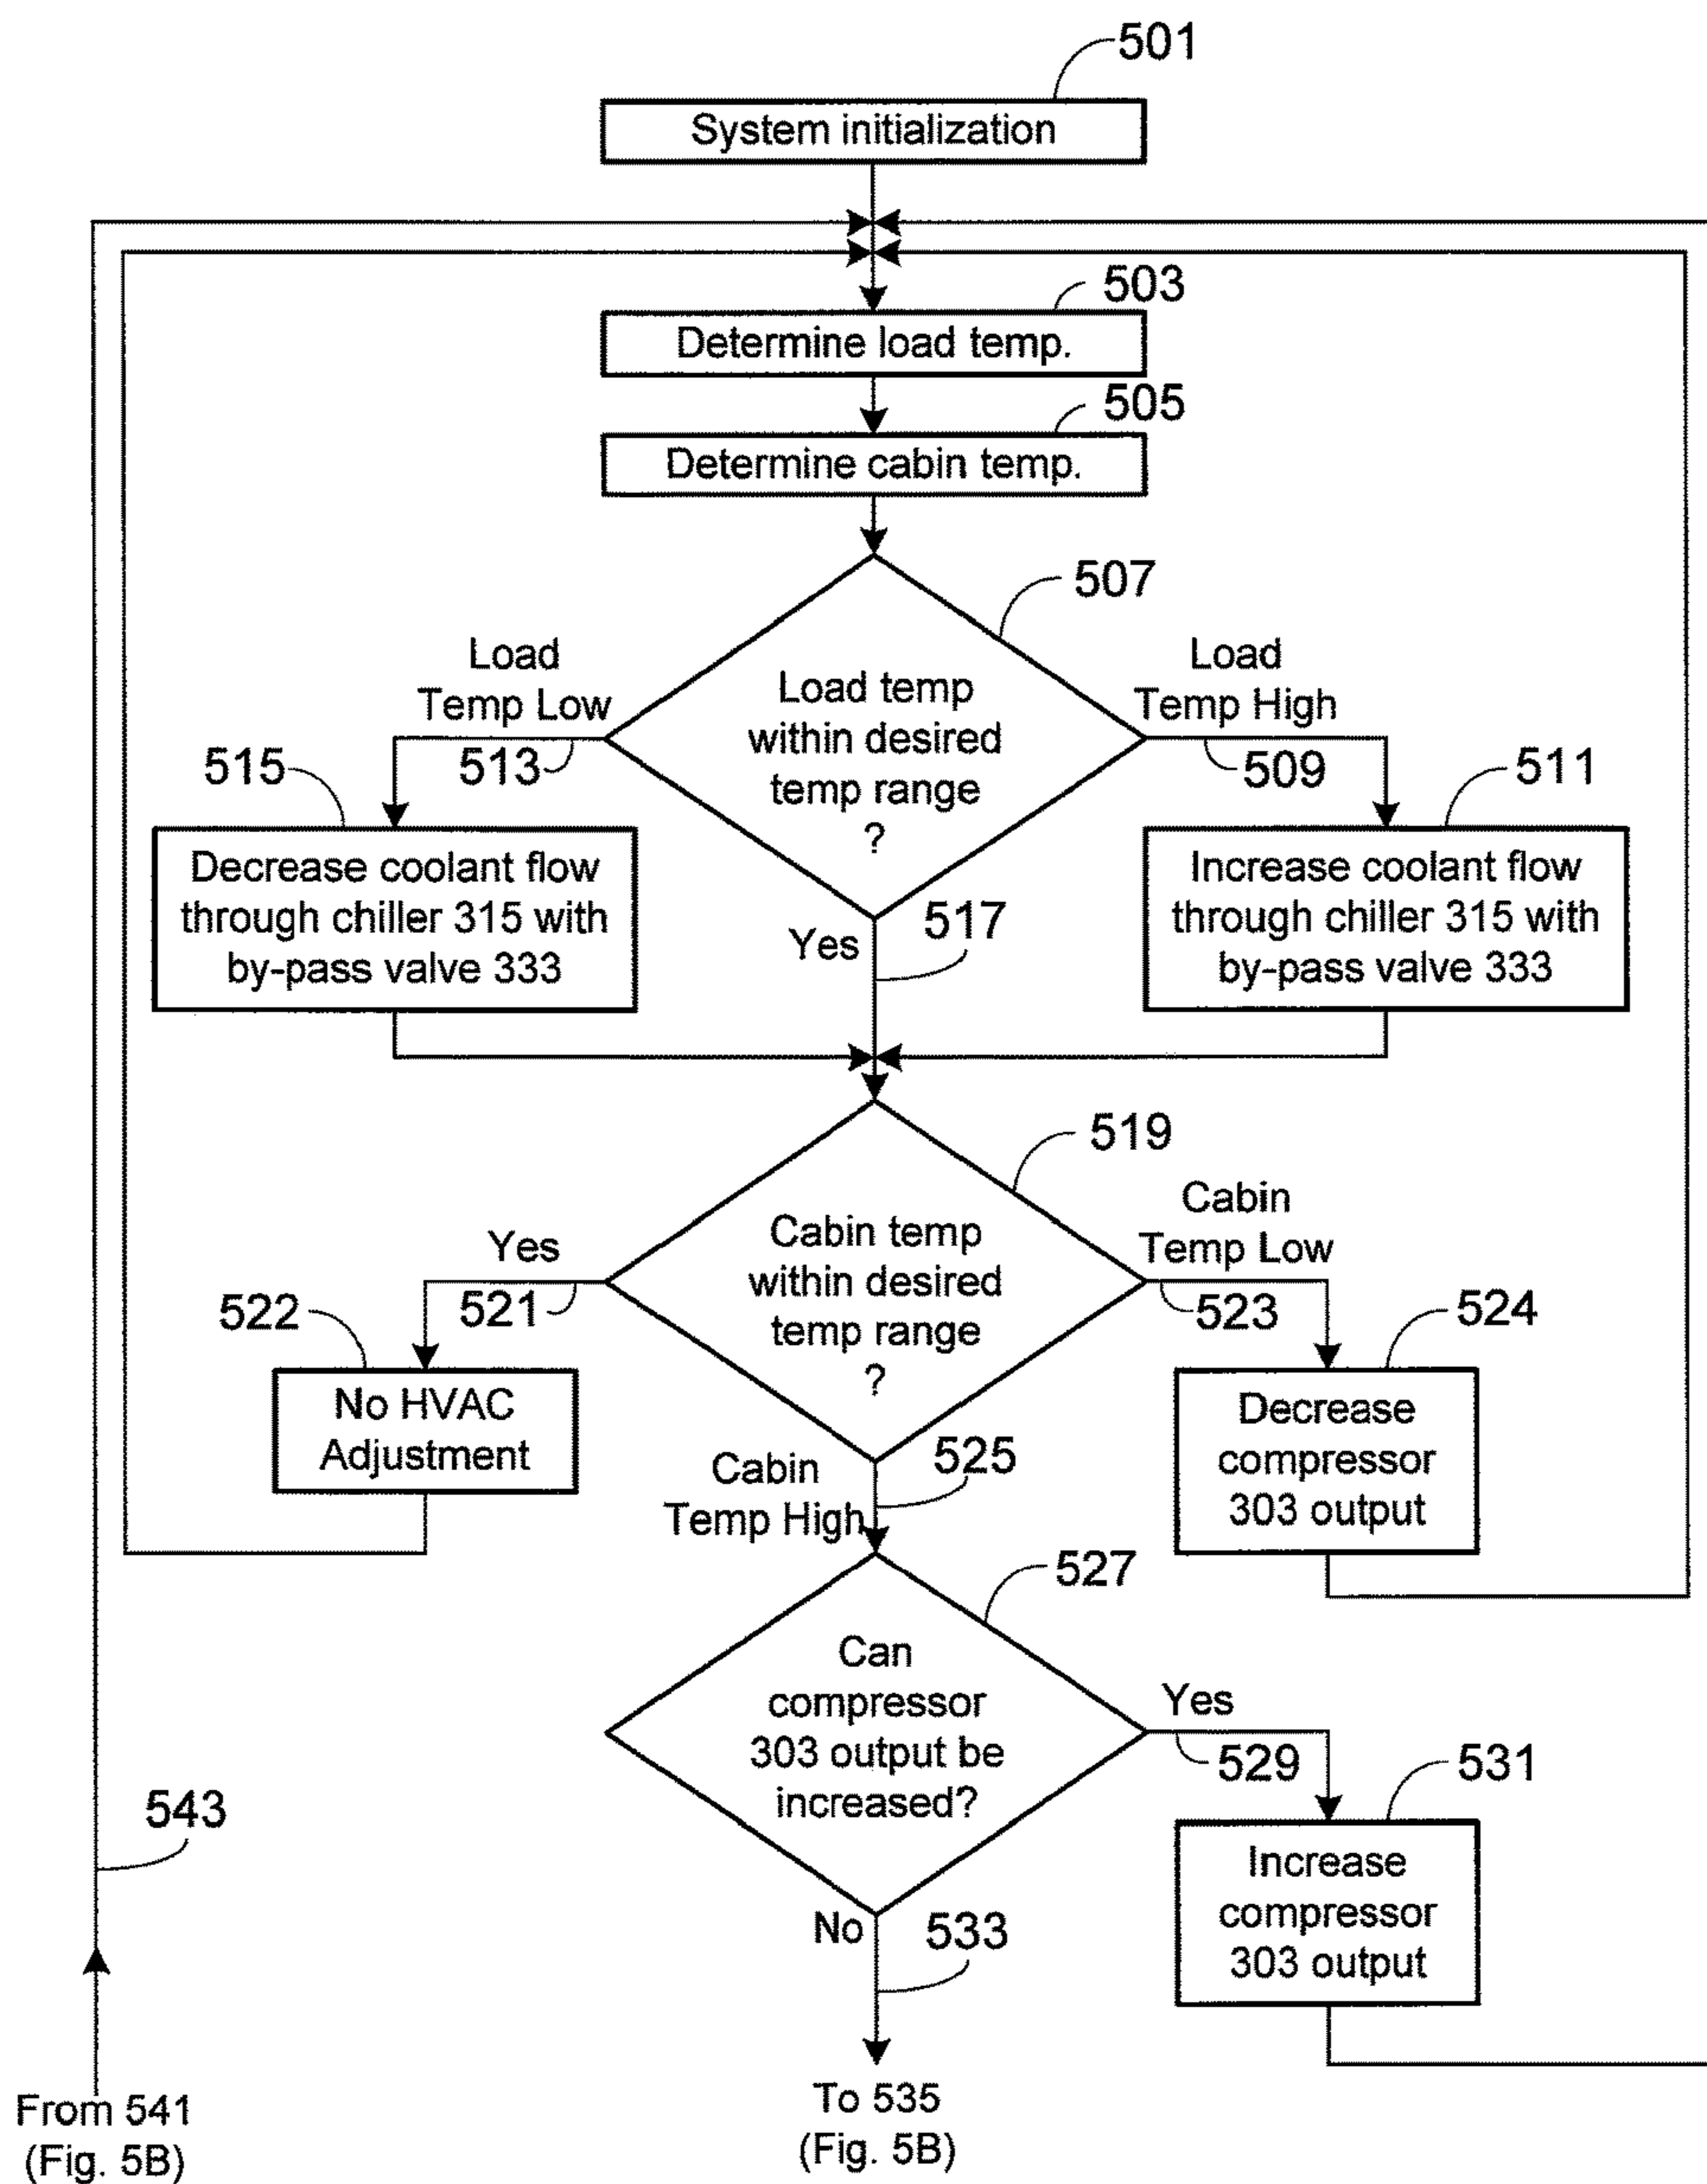 501
System initialization
503
Determine load temp.
505
Determine cabin temp.
507
Load
Temp Low
Load temp
within desired
temp range
?
Load
Temp High
513
509
515
511
Decrease coolant flow
through chiller 315 with
by-pass valve 333
Yes
517
Increase coolant flow
through chiller 315 with
by-pass valve 333
519
Yes
Cabin temp
within desired
temp range
?
Cabin
Temp Low
521
523
522
524
No HVAC
Adjustment
Decrease
compressor
303 output
Cabin
Temp High
525
527
Can
compressor
303 output be
increased?
Yes
529
531
Increase
compressor
303 output
543
No
533
From 541
(Fig. 5B)
To 535
(Fig. 5B)